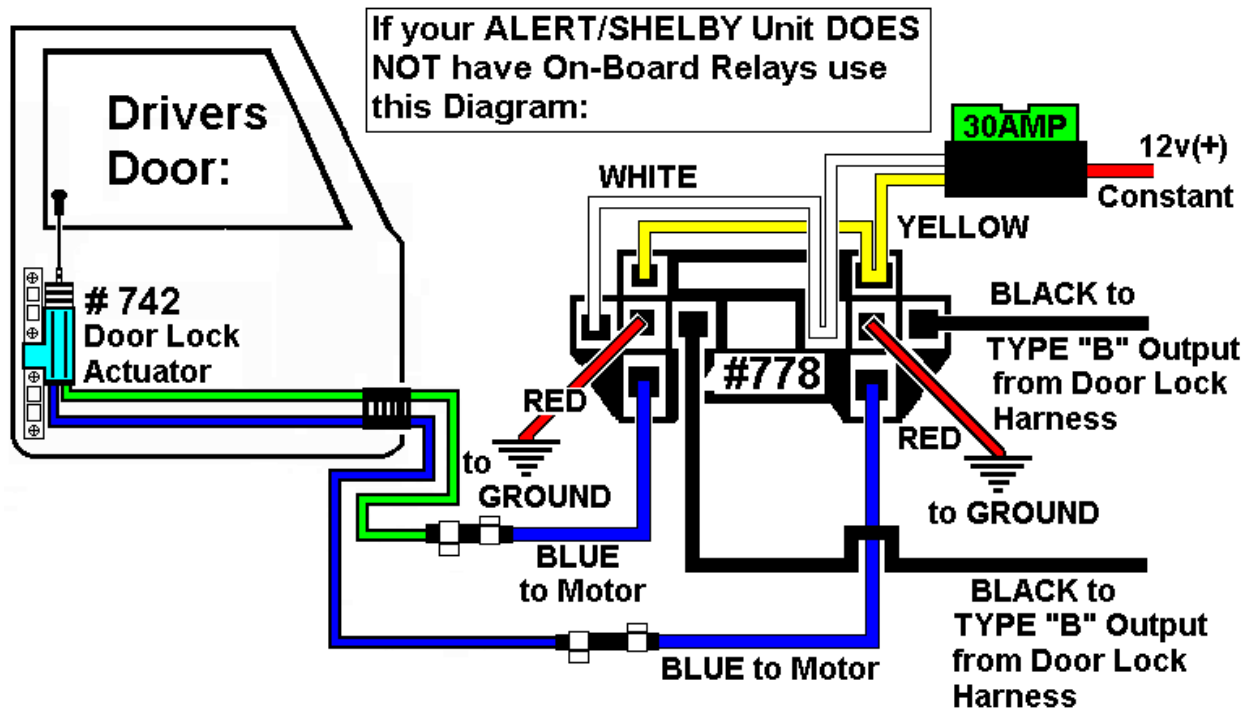 If your ALERT/SHELBY Unit DOES
NOT have On-Board Relays use
this Diagram:
Drivers
Door:
30AMP
12v(+)
Constant
WHITE
YELLOW
# 742
Door Lock
Actuator
BLACK to
TYPE "B" Output
from Door Lock
Harness
#778
RED
RED
to
GROUND
to GROUND
BLUE
to Motor
BLACK to
TYPE "B" Output
from Door Lock
Harness
BLUE to Motor